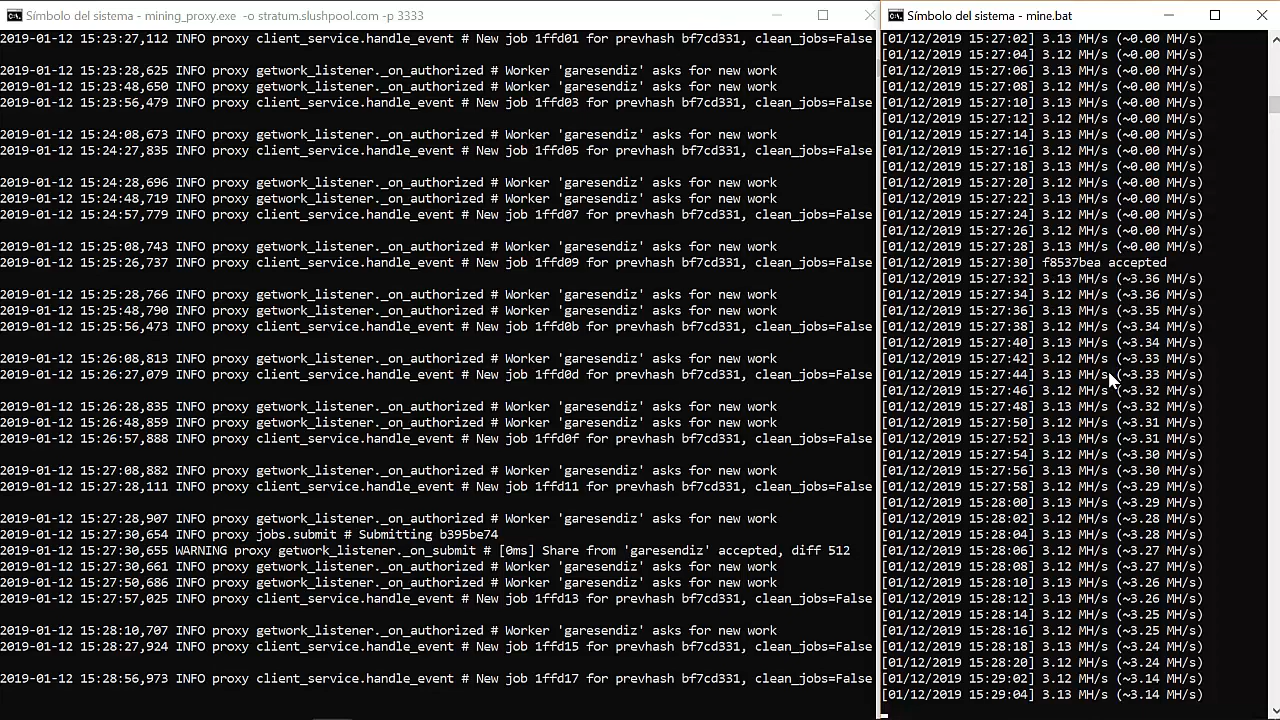 Símbolo del sistema - mining_proxy.exe  -o stratum.slushpool.com -p 3333
2019-01-12 15:23:27,112 INFO proxy client_service.handle_event # New job 1ffd01 for prevhash bf7cd331, clean_jobs=False
2019-01-12 15:23:28,625 INFO proxy getwork_listener._on_authorized # Worker 'garesendiz' asks for new work
2019-01-12 15:23:48,650 INFO proxy getwork_listener._on_authorized # Worker 'garesendiz' asks for new work
2019-01-12 15:23:56,479 INFO proxy client_service.handle_event # New job 1ffd03 for prevhash bf7cd331, clean_jobs=False
2019-01-12 15:24:08,673 INFO proxy getwork_listener._on_authorized # Worker 'garesendiz' asks for new work
2019-01-12 15:24:27,835 INFO proxy client_service.handle_event # New job 1ffd05 for prevhash bf7cd331, clean_jobs=False
2019-01-12 15:24:28,696 INFO proxy getwork_listener._on_authorized # Worker 'garesendiz' asks for new work
2019-01-12 15:24:48,719 INFO proxy getwork_listener._on_authorized # Worker 'garesendiz' asks for new work
2019-01-12 15:24:57,779 INFO proxy client_service.handle_event # New job 1ffd07 for prevhash bf7cd331, clean_jobs=False
2019-01-12 15:25:08,743 INFO proxy getwork_listener._on_authorized # Worker 'garesendiz' asks for new work
2019-01-12 15:25:26,737 INFO proxy client_service.handle_event # New job 1ffd09 for prevhash bf7cd331, clean_jobs=False
2019-01-12 15:25:28,766 INFO proxy getwork_listener._on_authorized # Worker 'garesendiz' asks for new work
2019-01-12 15:25:48,790 INFO proxy getwork_listener._on_authorized # Worker 'garesendiz' asks for new work
2019-01-12 15:25:56,473 INFO proxy client_service.handle_event # New job 1ffd0b for prevhash bf7cd331, clean_jobs=False
2019-01-12 15:26:08,813 INFO proxy getwork_listener._on_authorized # Worker 'garesendiz' asks for new work
2019-01-12 15:26:27,079 INFO proxy client_service.handle_event # New job 1ffd0d for prevhash bf7cd331, clean_jobs=False
2019-01-12 15:26:28,835 INFO proxy getwork_listener._on_authorized # Worker 'garesendiz' asks for new work
2019-01-12 15:26:48,859 INFO proxy getwork_listener._on_authorized # Worker 'garesendiz' asks for new work
2019-01-12 15:26:57,888 INFO proxy client_service.handle_event # New job 1ffd0f for prevhash bf7cd331, clean_jobs=False
2019-01-12 15:27:08,882 INFO proxy getwork_listener._on_authorized # Worker 'garesendiz' asks for new work
2019-01-12 15:27:28,111 INFO proxy client_service.handle_event # New job 1ffd11 for prevhash bf7cd331, clean_jobs=False
2019-01-12 15:27:28,907 INFO proxy getwork_listener._on_authorized # Worker 'garesendiz' asks for new work
2019-01-12 15:27:30,654 INFO proxy jobs.submit # Submitting b395be74
2019-01-12 15:27:30,655 WARNING proxy getwork_listener._on_submit # [0ms] Share from 'garesendiz' accepted, diff 512
2019-01-12 15:27:30,661 INFO proxy getwork_listener._on_authorized # Worker 'garesendiz' asks for new work
2019-01-12 15:27:50,686 INFO proxy getwork_listener._on_authorized # Worker 'garesendiz' asks for new work
2019-01-12 15:27:57,025 INFO proxy client_service.handle_event # New job 1ffd13 for prevhash bf7cd331, clean_jobs=False
2019-01-12 15:28:10,707 INFO proxy getwork_listener._on_authorized # Worker 'garesendiz' asks for new work
2019-01-12 15:28:27,924 INFO proxy client_service.handle_event # New job 1ffd15 for prevhash bf7cd331, clean_jobs=False
2019-01-12 15:28:56,973 INFO proxy client_service.handle_event # New job 1ffd17 for prevhash bf7cd331, clean_jobs=False
Símbolo del sistema - mine.bat
[01/12/2019 15:27:02] 3.13 MH/s (~0.00 MH/s)
[01/12/2019 15:27:04] 3.12 MH/s (~0.00 MH/s)
[01/12/2019 15:27:06] 3.13 MH/s (~0.00 MH/s)
[01/12/2019 15:27:08] 3.12 MH/s (~0.00 MH/s)
[01/12/2019 15:27:10] 3.13 MH/s (~0.00 MH/s)
[01/12/2019 15:27:12] 3.12 MH/s (~0.00 MH/s)
[01/12/2019 15:27:14] 3.13 MH/s (~0.00 MH/s)
[01/12/2019 15:27:16] 3.12 MH/s (~0.00 MH/s)
[01/12/2019 15:27:18] 3.13 MH/s (~0.00 MH/s)
[01/12/2019 15:27:20] 3.12 MH/s (~0.00 MH/s)
[01/12/2019 15:27:22] 3.13 MH/s (~0.00 MH/s)
[01/12/2019 15:27:24] 3.12 MH/s (~0.00 MH/s)
[01/12/2019 15:27:26] 3.12 MH/s (~0.00 MH/s)
[01/12/2019 15:27:28] 3.13 MH/s (~0.00 MH/s)
[01/12/2019 15:27:30] f8537bea accepted
[01/12/2019 15:27:32] 3.13 MH/s (~3.36 MH/s)
[01/12/2019 15:27:34] 3.12 MH/s (~3.36 MH/s)
[01/12/2019 15:27:36] 3.13 MH/s (~3.35 MH/s)
[01/12/2019 15:27:38] 3.12 MH/s (~3.34 MH/s)
[01/12/2019 15:27:40] 3.13 MH/s (~3.34 MH/s)
[01/12/2019 15:27:42] 3.12 MH/s (~3.33 MH/s)
[01/12/2019 15:27:44] 3.13 MH/s (~3.33 MH/s)
[01/12/2019 15:27:46] 3.12 MH/s (~3.32 MH/s)
[01/12/2019 15:27:48] 3.13 MH/s (~3.32 MH/s)
[01/12/2019 15:27:50] 3.12 MH/s (~3.31 MH/s)
[01/12/2019 15:27:52] 3.13 MH/s (~3.31 MH/s)
[01/12/2019 15:27:54] 3.12 MH/s (~3.30 MH/s)
[01/12/2019 15:27:56] 3.13 MH/s (~3.30 MH/s)
[01/12/2019 15:27:58] 3.12 MH/s (~3.29 MH/s)
[01/12/2019 15:28:00] 3.13 MH/s (~3.29 MH/s)
[01/12/2019 15:28:02] 3.12 MH/s (~3.28 MH/s)
[01/12/2019 15:28:04] 3.13 MH/s (~3.28 MH/s)
[01/12/2019 15:28:06] 3.12 MH/s (~3.27 MH/s)
[01/12/2019 15:28:08] 3.13 MH/s (~3.27 MH/s)
[01/12/2019 15:28:10] 3.12 MH/s (~3.26 MH/s)
[01/12/2019 15:28:12] 3.13 MH/s (~3.26 MH/s)
[01/12/2019 15:28:14] 3.12 MH/s (~3.25 MH/s)
[01/12/2019 15:28:16] 3.12 MH/s (~3.25 MH/s)
[01/12/2019 15:28:18] 3.13 MH/s (~3.24 MH/s)
[01/12/2019 15:28:20] 3.12 MH/s (~3.24 MH/s)
[01/12/2019 15:29:02] 3.12 MH/s (~3.14 MH/s)
[01/12/2019 15:29:04] 3.13 MH/s (~3.14 MH/s)